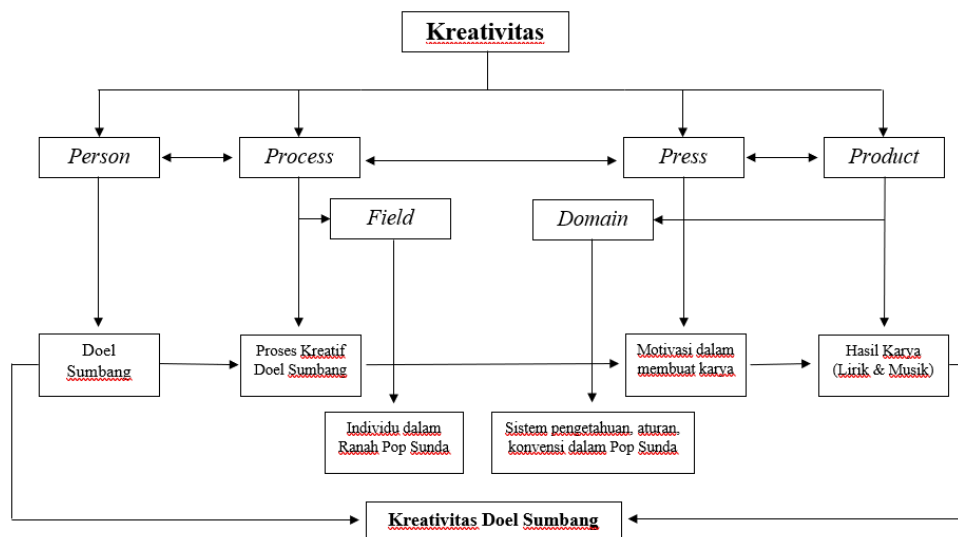 Kreativitas
Person
Process
Press
Product
Field
Domain
Doel
Sumbang
Proses Kreatif
Doel Sumbang
Motivasi dalam
membuat karya
Hasil Karya
(Lirik & Musik)
Individu dalam
Ranah Pop Sunda
Sistem pengetahuan, aturan,
konvensi dalam Pop Sunda
Kreativitas Doel Sumbang